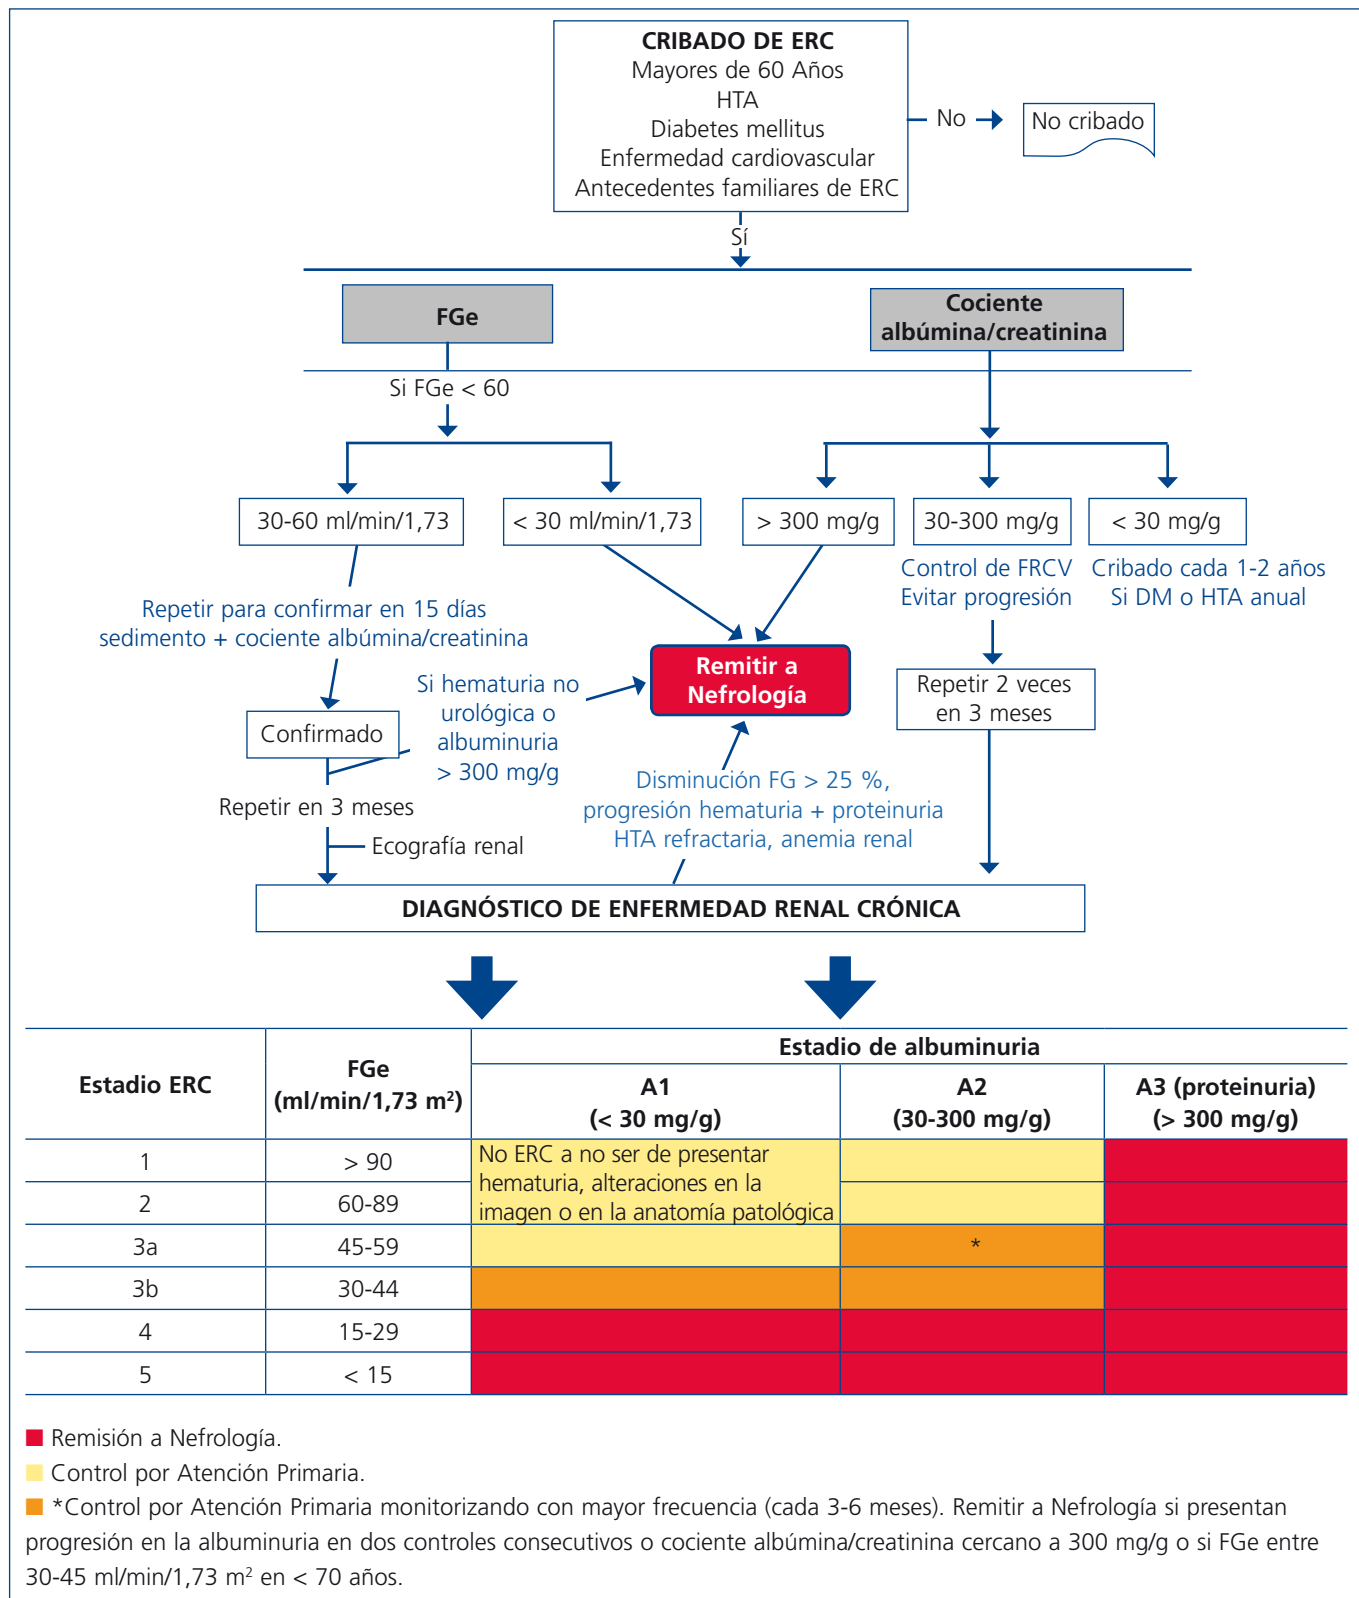 CRIBADO DE ERC
Mayores de 60 Años
HTA
Diabetes mellitus
Enfermedad cardiovascular
Antecedentes familiares de ERC
No
No cribado
Sí
FGe
Cociente
albúmina/creatinina
Si FGe < 60
30-60 ml/min/1,73
< 30 ml/min/1,73
> 300 mg/g
30-300 mg/g
< 30 mg/g
Control de FRCV
Evitar progresión
Cribado cada 1-2 años
Si DM o HTA anual
Repetir para confirmar en 15 días
sedimento + cociente albúmina/creatinina
Remitir a
Nefrología
Repetir 2 veces
en 3 meses
Si hematuria no
urológica o
albuminuria
> 300 mg/g
Confirmado
Repetir en 3 meses
Ecografía renal
Disminución FG > 25 %,
progresión hematuria + proteinuria
HTA refractaria, anemia renal
DIAGNÓSTICO DE ENFERMEDAD RENAL CRÓNICA
Estadio ERC
FGe
(ml/min/1,73 m²)
Estadio de albuminuria
A1
(< 30 mg/g)
A2
(30-300 mg/g)
A3 (proteinuria)
(> 300 mg/g)
1
> 90
No ERC a no ser de presentar
hematuria, alteraciones en la
imagen o en la anatomía patológica
2
60-89
3a
45-59
*
3b
30-44
4
15-29
5
< 15
Remisión a Nefrología.
Control por Atención Primaria.
*Control por Atención Primaria monitorizando con mayor frecuencia (cada 3-6 meses). Remitir a Nefrología si presentan
progresión en la albuminuria en dos controles consecutivos o cociente albúmina/creatinina cercano a 300 mg/g o si FGe entre
30-45 ml/min/1,73 m² en < 70 años.